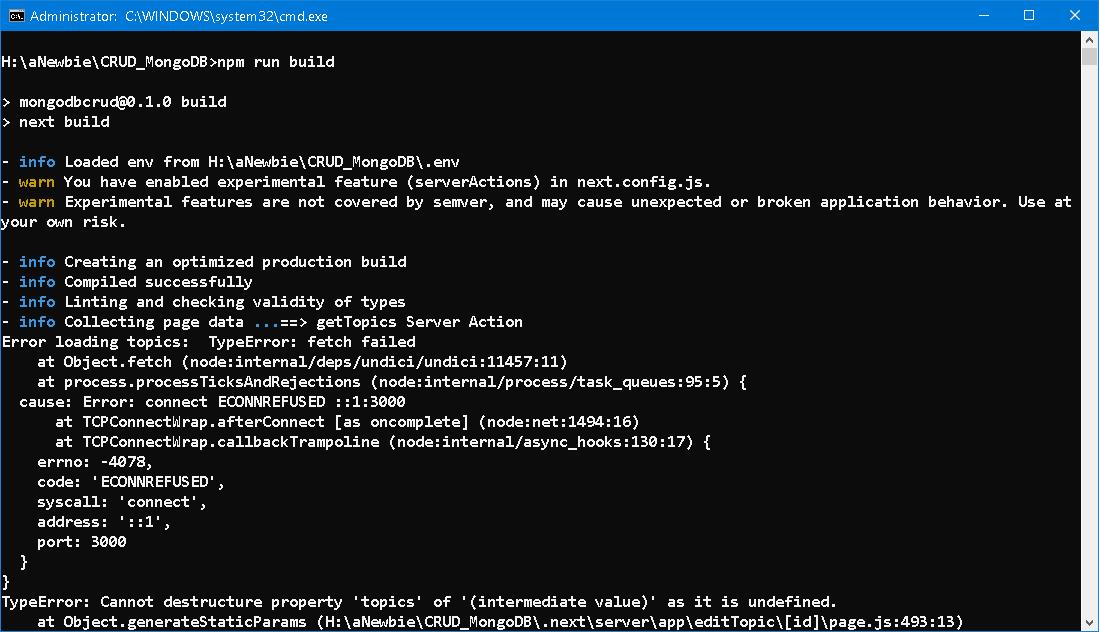 Administrator: C:\WINDOWS\system32\cmd.exe
H:\aNewbie\CRUD_MongoDB>npm run build
> mongodbcrud@0.1.0 build
> next build
- info Loaded env from H:\aNewbie\CRUD_MongoDB\.env
- warn You have enabled experimental feature (serverActions) in next.config.js.
- warn Experimental features are not covered by semver, and may cause unexpected or broken application behavior. Use at
your own risk.
- info Creating an optimized production build
- info Compiled successfully
- info Linting and checking validity of types
- info Collecting page data ...==> getTopics Server Action
Error loading topics:  TypeError: fetch failed
    at Object.fetch (node:internal/deps/undici/undici:11457:11)
    at process.processTicksAndRejections (node:internal/process/task_queues:95:5) {
  cause: Error: connect ECONNREFUSED ::1:3000
      at TCPConnectWrap.afterConnect [as oncomplete] (node:net:1494:16)
      at TCPConnectWrap.callbackTrampoline (node:internal/async_hooks:130:17) {
    errno: -4078,
    code: 'ECONNREFUSED',
    syscall: 'connect',
    address: '::1',
    port: 3000
  }
}
TypeError: Cannot destructure property 'topics' of '(intermediate value)' as it is undefined.
    at Object.generateStaticParams (H:\aNewbie\CRUD_MongoDB\.next\server\app\editTopic\[id]\page.js:493:13)